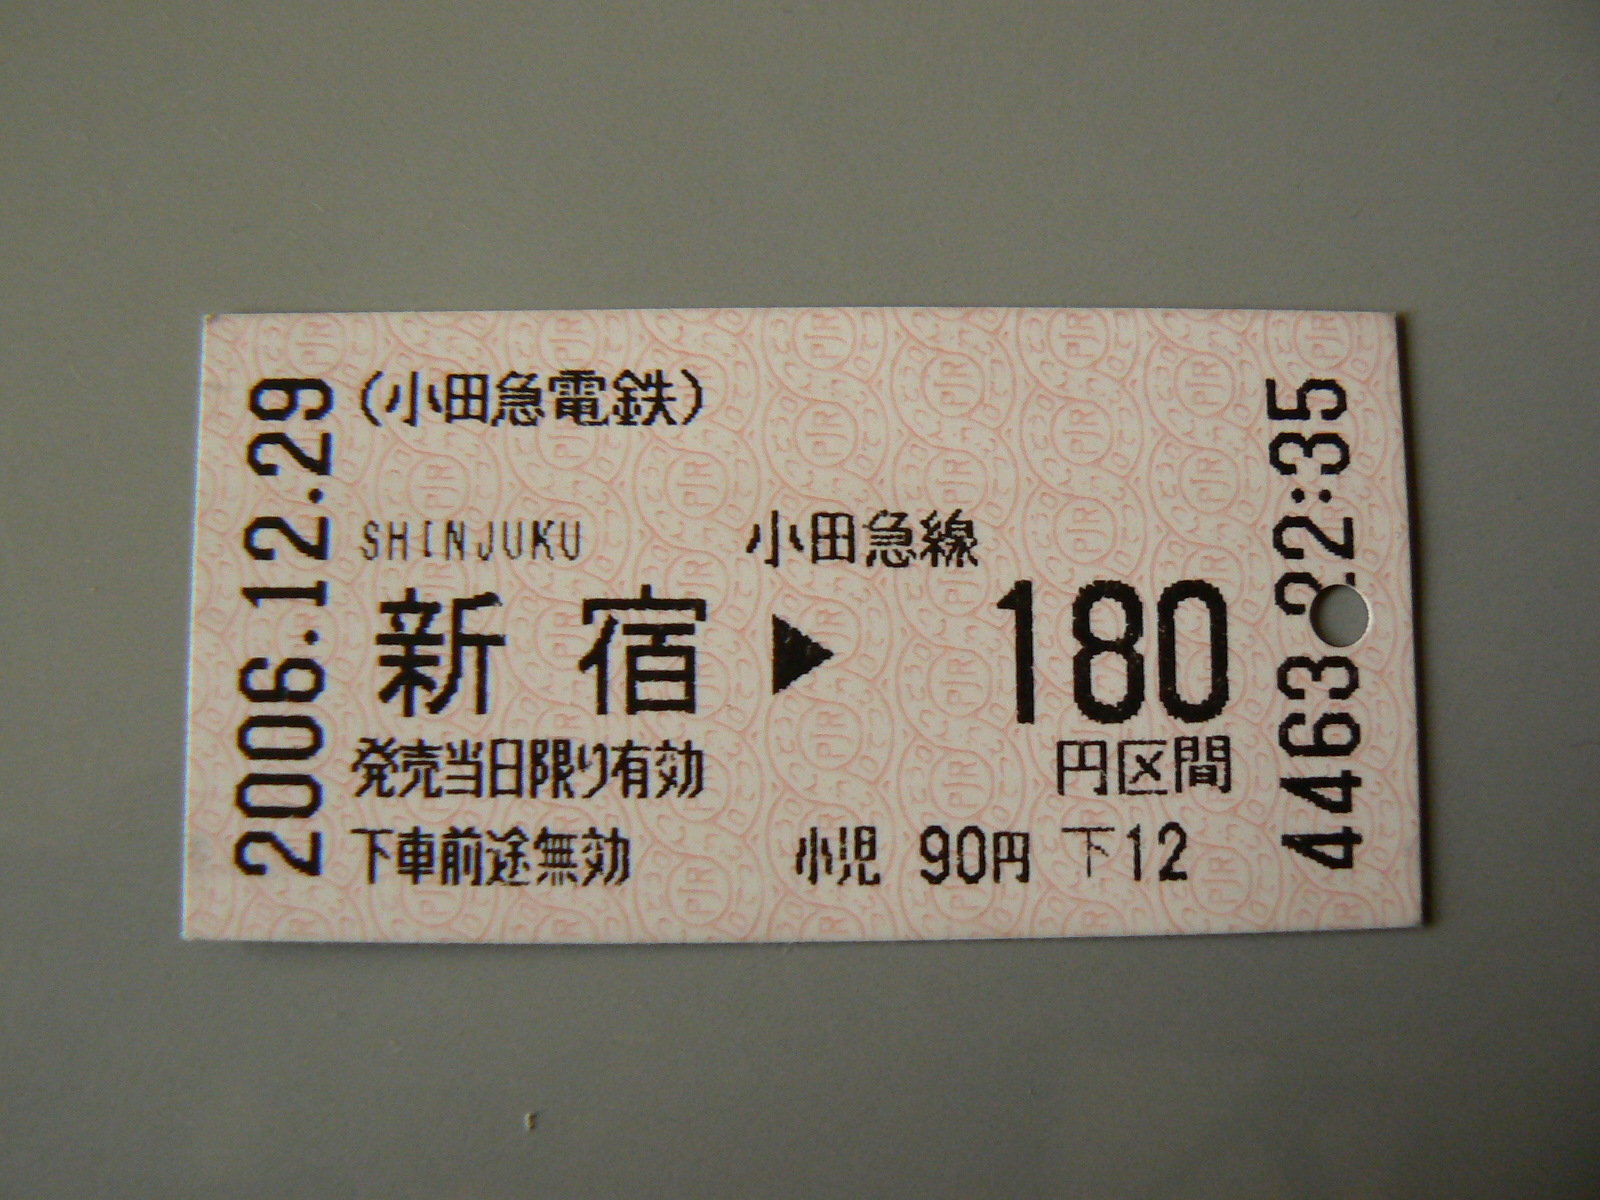 2006.12.29
(小田急電鉄)
SHINJUKU 小田急線
新宿▶180
円区間
発売当日限り有効
下車前途無効 小児 90円 下12
4463 22:35